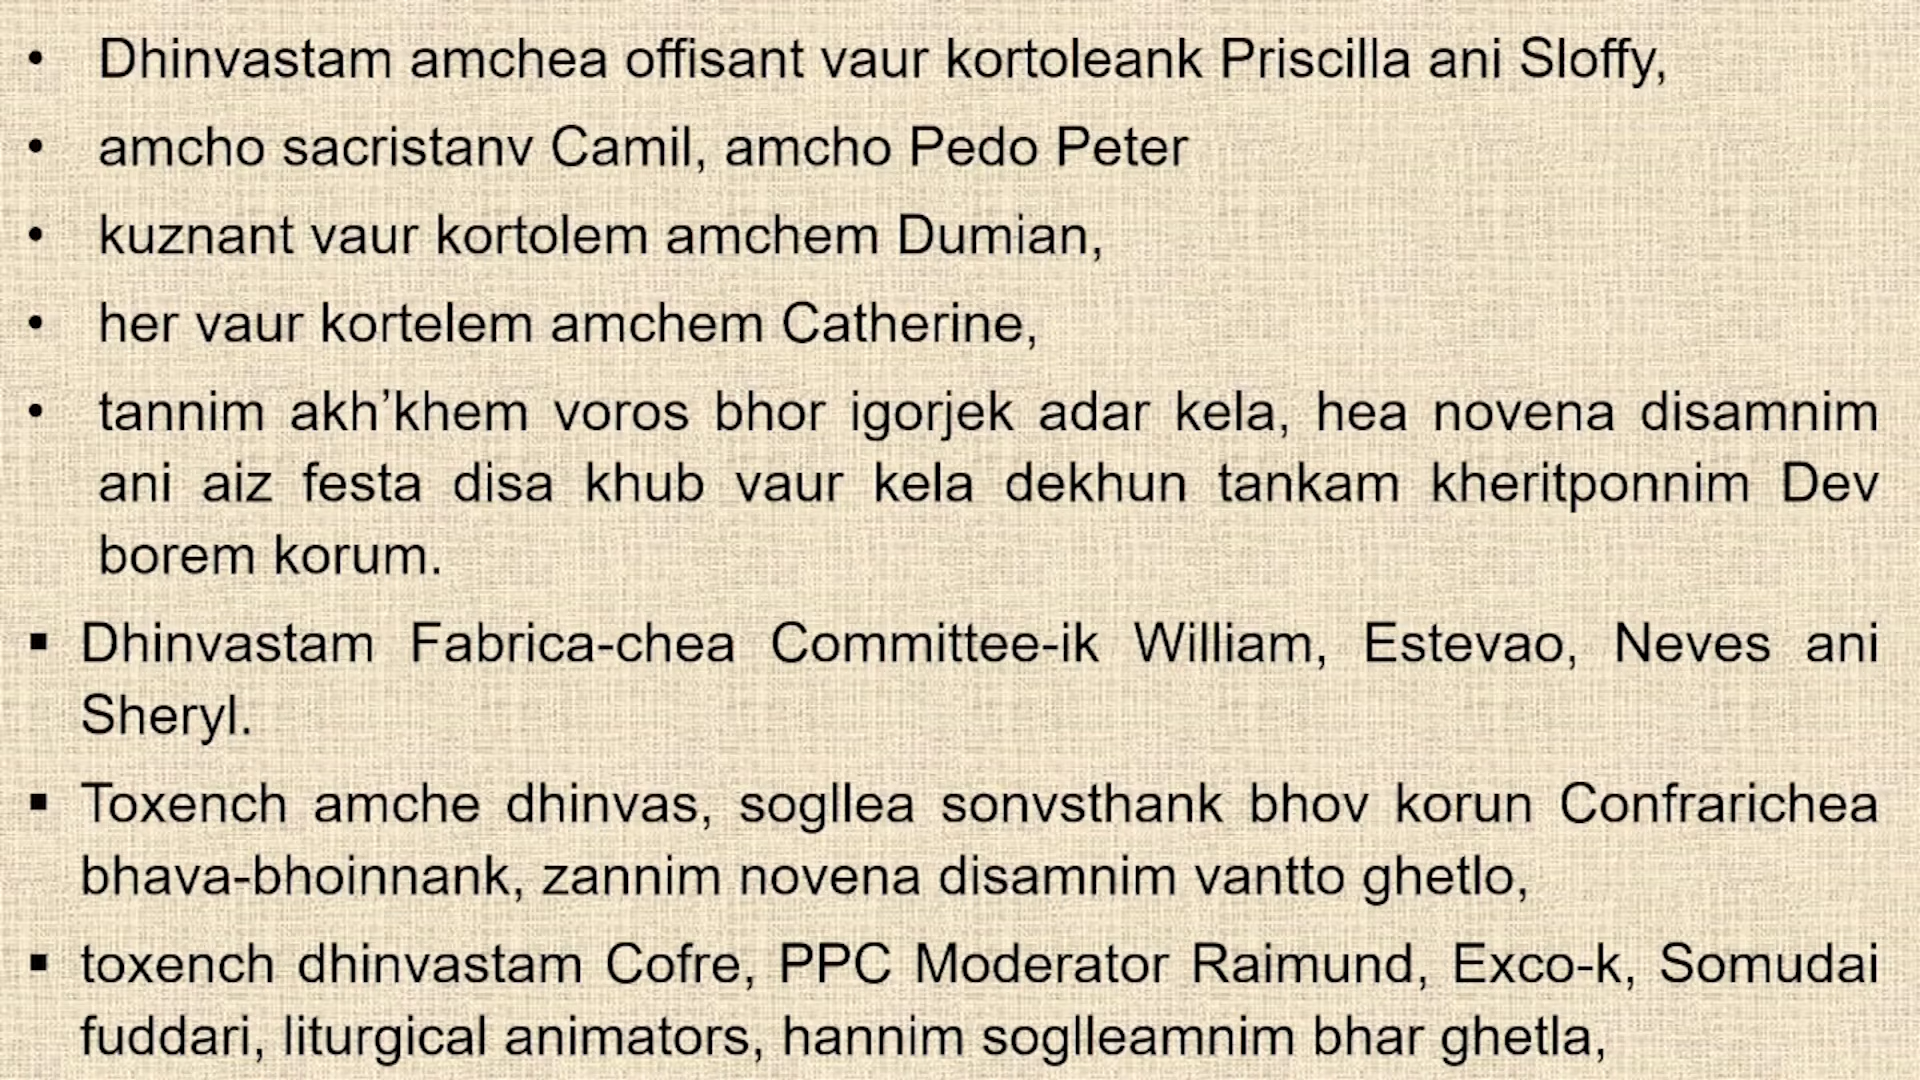 • Dhinvastam amchea offisant vaur kortoleank Priscilla ani Sloffy,
• amcho sacristanv Camil, amcho Pedo Peter
• kuznant vaur kortolem amchem Dumian,
• her vaur kortelem amchem Catherine,
• tannim akh’khem voros bhor igorjek adar kela, hea novena disamnim
ani aiz festa disa khub vaur kela dekhun tankam kheritponnim Dev
borem korum.
▪ Dhinvastam Fabrica-chea Committee-ik William, Estevao, Neves ani
Sheryl.
▪ Toxench amche dhinvas, sogllea sonvsthank bhov korun Confrarichea
bhava-bhoinnank, zannim novena disamnim vantto ghetlo,
▪ toxench dhinvastam Cofre, PPC Moderator Raimund, Exco-k, Somudai
fuddari, liturgical animators, hannim soglleamnim bhar ghetla,